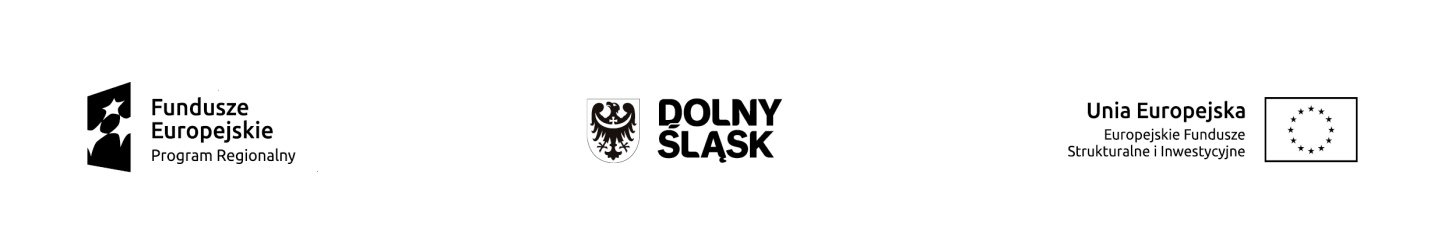 Fundusze
Europejskie
Program Regionalny
DOLNY
ŚLĄSK
Unia Europejska
Europejskie Fundusze
Strukturalne i Inwestycyjne